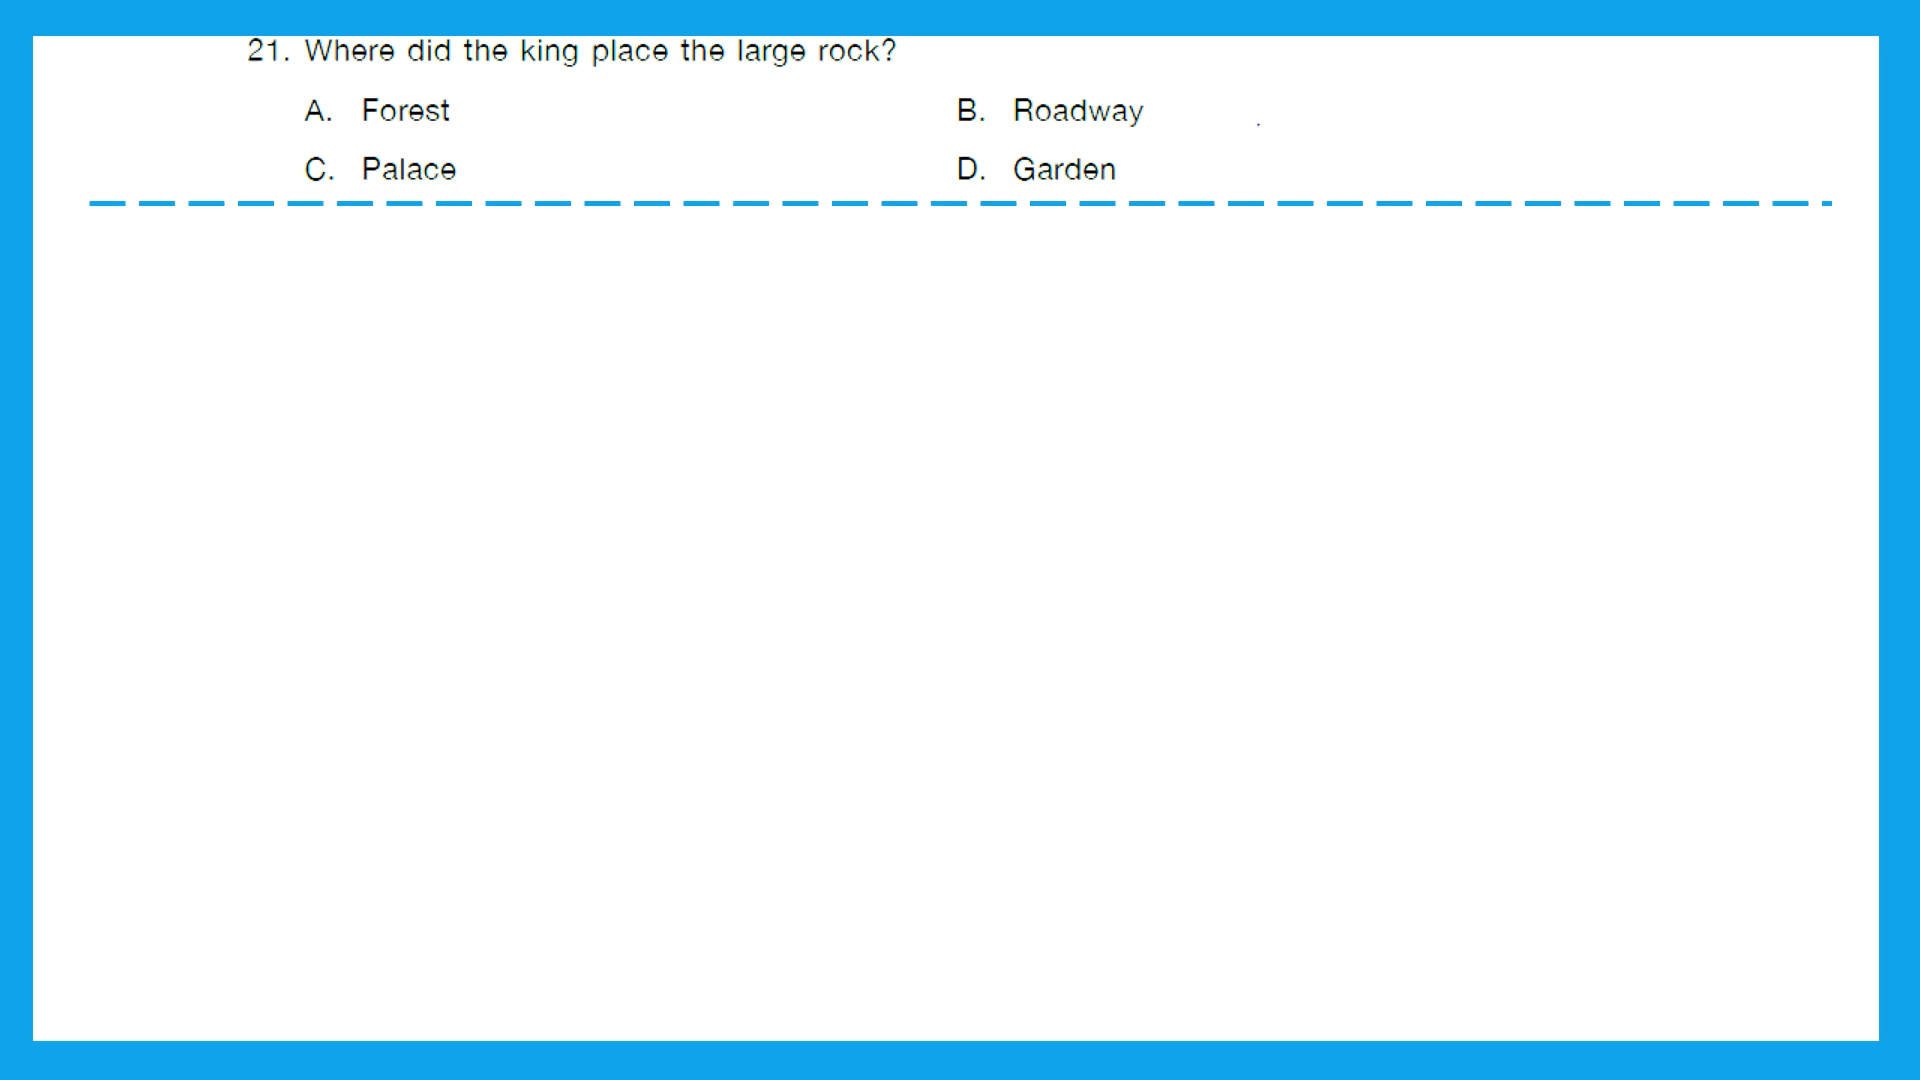 21. Where did the king place the large rock?
A. Forest B. Roadway
C. Palace D. Garden